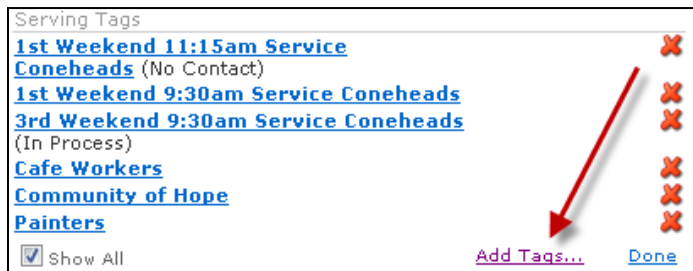 Serving Tags
1st Weekend 11:15am Service
Coneheads (No Contact)
1st Weekend 9:30am Service Coneheads
3rd Weekend 9:30am Service Coneheads
(In Process)
Cafe Workers
Community of Hope
Painters
Show All Add Tags... Done